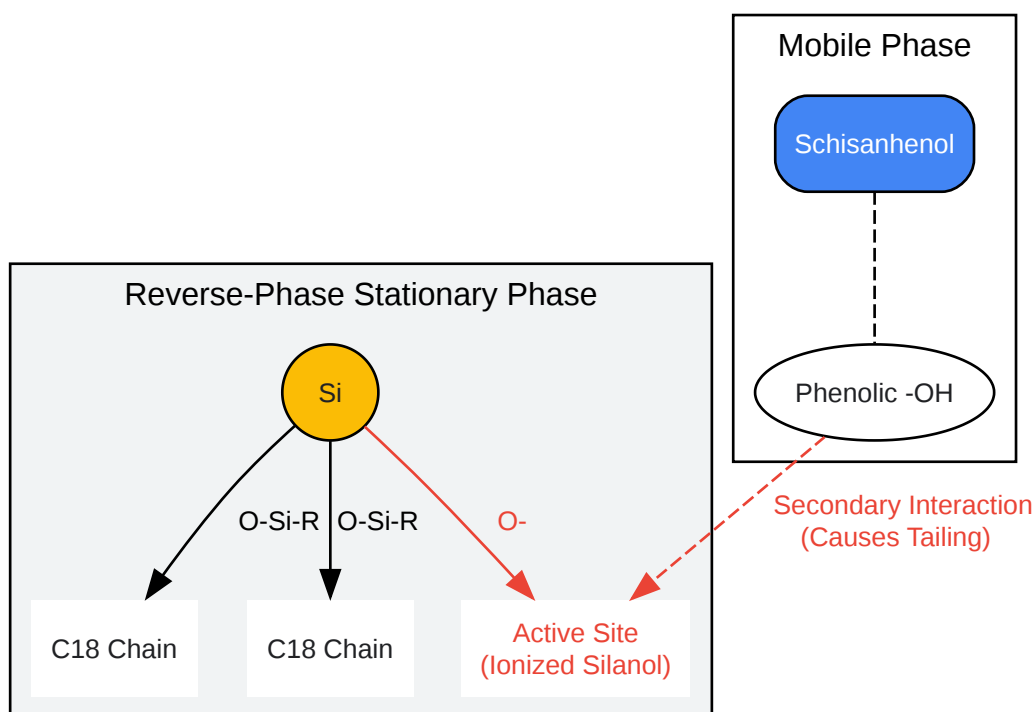 Mobile Phase
Schisanhenol
Phenolic -OH
Reverse-Phase Stationary Phase
Si
O-Si-R
O-Si-R
O-
Secondary Interaction
(Causes Tailing)
C18 Chain
C18 Chain
Active Site
(Ionized Silanol)